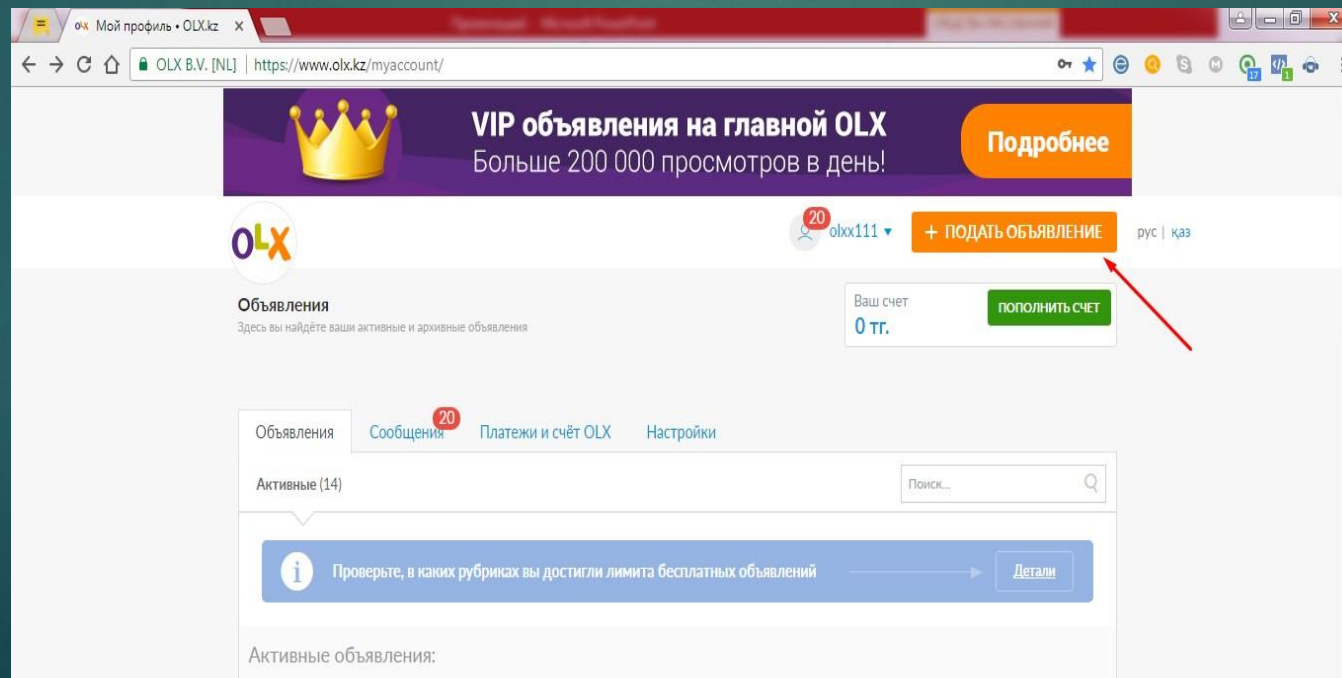 Мой профиль • OLX.kz
OLX B.V. [NL] https://www.olx.kz/myaccount/
17
1
VIP объявления на главной OLX
Больше 200 000 просмотров в день!
Подробнее
OLX
20
olxx111
+ ПОДАТЬ ОБЪЯВЛЕНИЕ
рус | қаз
Объявления
Здесь вы найдёте ваши активные и архивные объявления
Ваш счет
0 тг.
ПОПОЛНИТЬ СЧЕТ
Объявления
Сообщения
20
Платежи и счёт OLX
Настройки
Активные (14)
Поиск...
Проверьте, в каких рубриках вы достигли лимита бесплатных объявлений
Детали
Активные объявления: